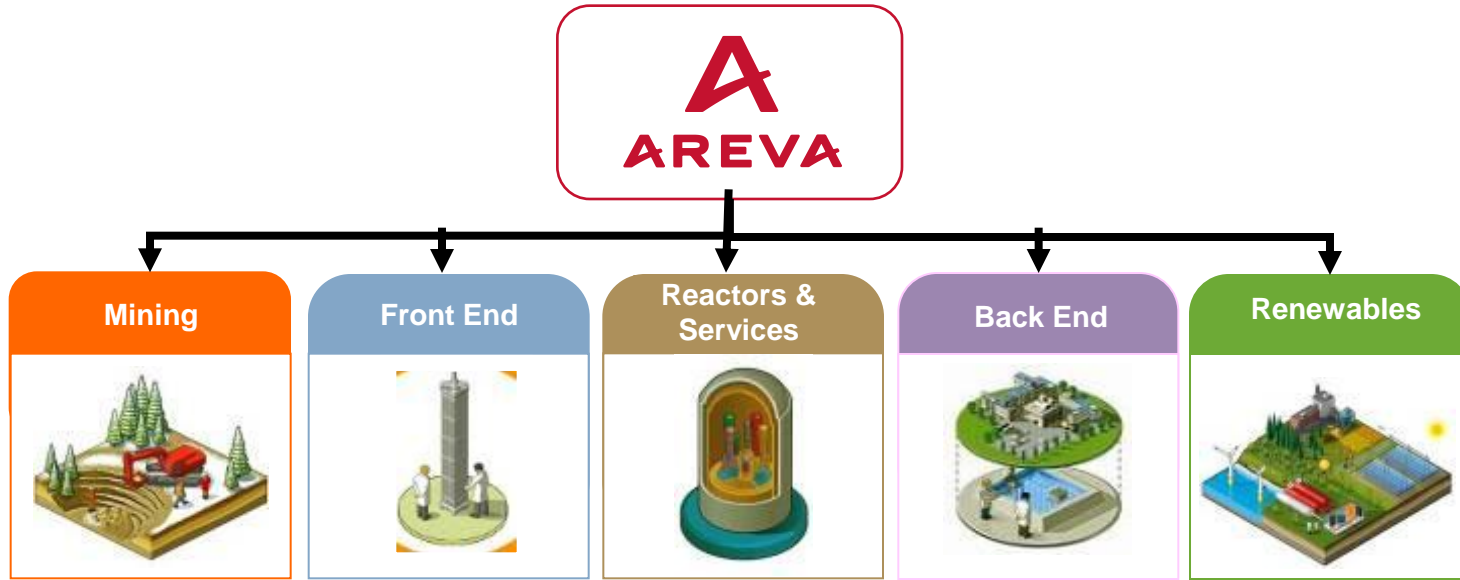 AREVA
Mining
Front End
Reactors &
Services
Back End
Renewables